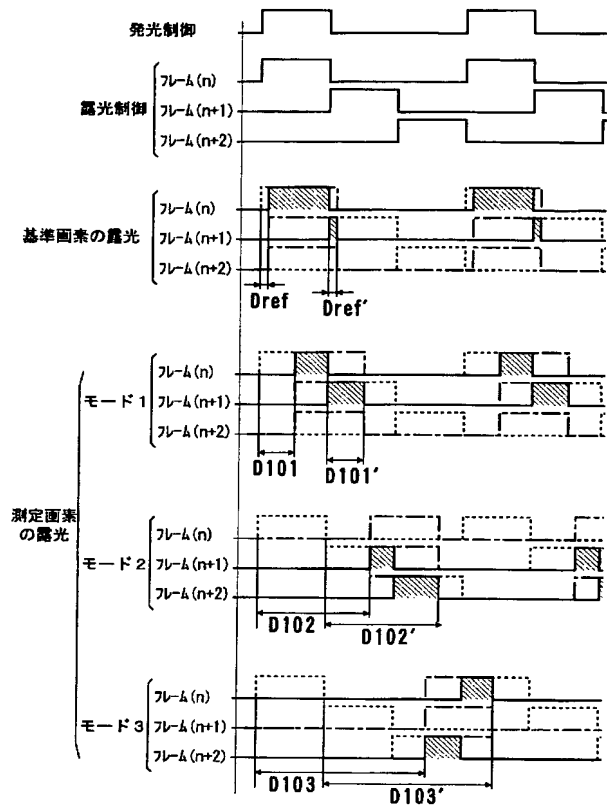 発光制御
露光制御
フレーム(n)
フレーム(n+1)
フレーム(n+2)
基準画素の露光
フレーム(n)
フレーム(n+1)
フレーム(n+2)
Dref
Dref'
測定画素
の露光
モード1
フレーム(n)
フレーム(n+1)
フレーム(n+2)
D101
D101'
モード2
フレーム(n)
フレーム(n+1)
フレーム(n+2)
D102
D102'
モード3
フレーム(n)
フレーム(n+1)
フレーム(n+2)
D103
D103'